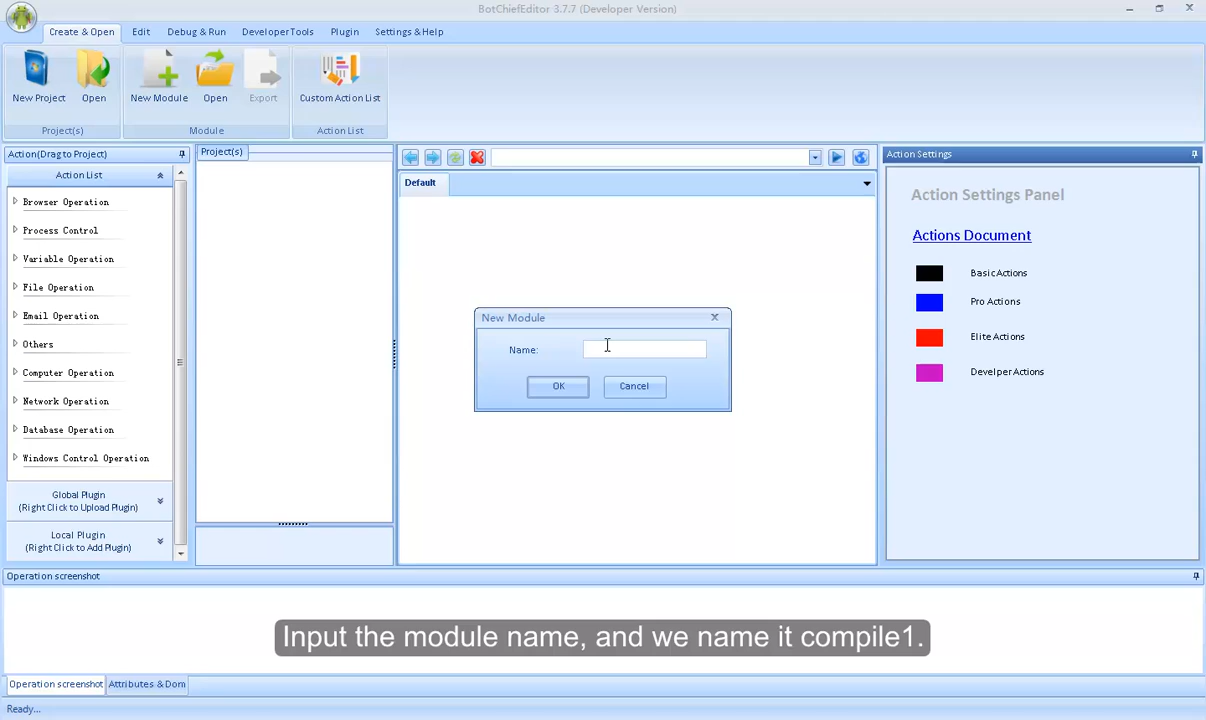 BotChiefEditor 3.7.7 (Developer Version)
Create & Open Edit Debug & Run Developer Tools Plugin Settings & Help
New Project Open New Module Open Export Custom Action List
Project(s) Module Action List
Action(Drag to Project)
Action List
Browser Operation
Process Control
Variable Operation
File Operation
Email Operation
Others
Computer Operation
Network Operation
Database Operation
Windows Control Operation
Global Plugin
(Right Click to Upload Plugin)
Local Plugin
(Right Click to Add Plugin)
Project(s)
Default
New Module
Name:
OK Cancel
Action Settings
Action Settings Panel
Actions Document
Basic Actions
Pro Actions
Elite Actions
Develper Actions
Operation screenshot
Input the module name, and we name it compile1.
Operation screenshot Attributes & Dom
Ready...